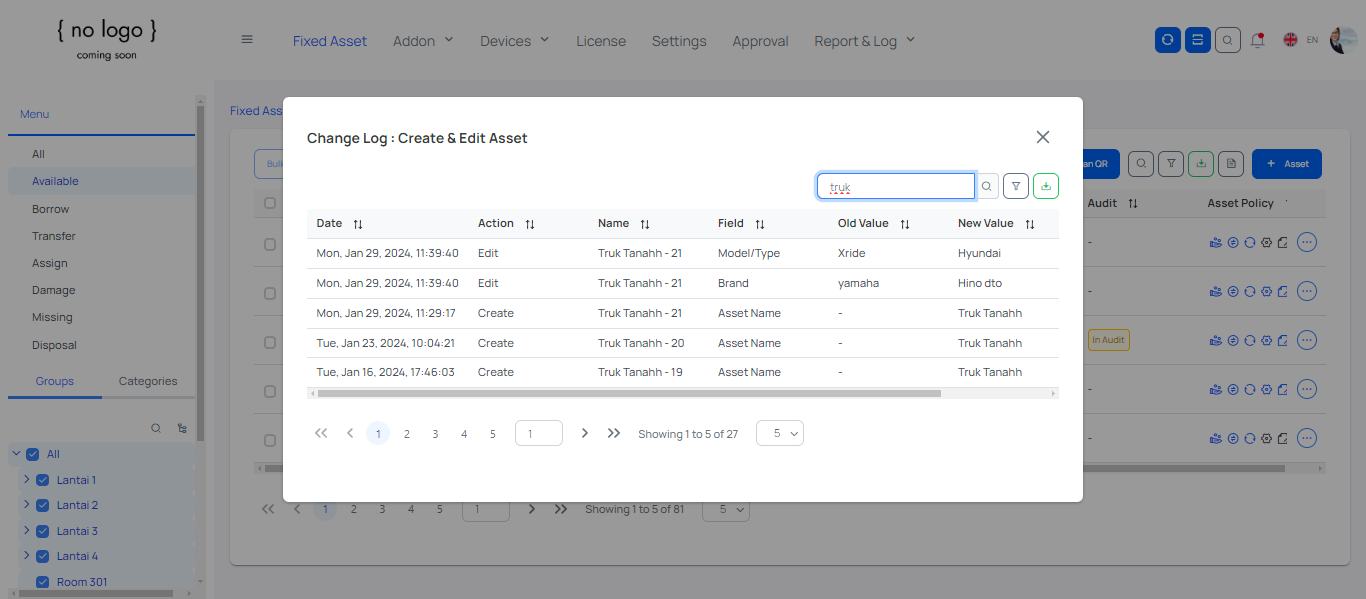 { no logo }
coming soon
Fixed Asset Addon Devices License Settings Approval Report & Log EN
Menu
All
Available
Borrow
Transfer
Assign
Damage
Missing
Disposal
Groups Categories
All
Lantai 1
Lantai 2
Lantai 3
Lantai 4
Room 301
Change Log : Create & Edit Asset
truk
Date Action Name Field Old Value New Value
Mon, Jan 29, 2024, 11:39:40 Edit Truk Tanahh - 21 Model/Type Xride Hyundai
Mon, Jan 29, 2024, 11:39:40 Edit Truk Tanahh - 21 Brand yamaha Hino dto
Mon, Jan 29, 2024, 11:29:17 Create Truk Tanahh - 21 Asset Name - Truk Tanahh
Tue, Jan 23, 2024, 10:04:21 Create Truk Tanahh - 20 Asset Name - Truk Tanahh
Tue, Jan 16, 2024, 17:46:03 Create Truk Tanahh - 19 Asset Name - Truk Tanahh
1 2 3 4 5 1 Showing 1 to 5 of 27 5
Fixed Ass
Bul
an QR + Asset
Audit Asset Policy
-
-
In Audit
-
-
1 2 3 4 5 1 Showing 1 to 5 of 81 5